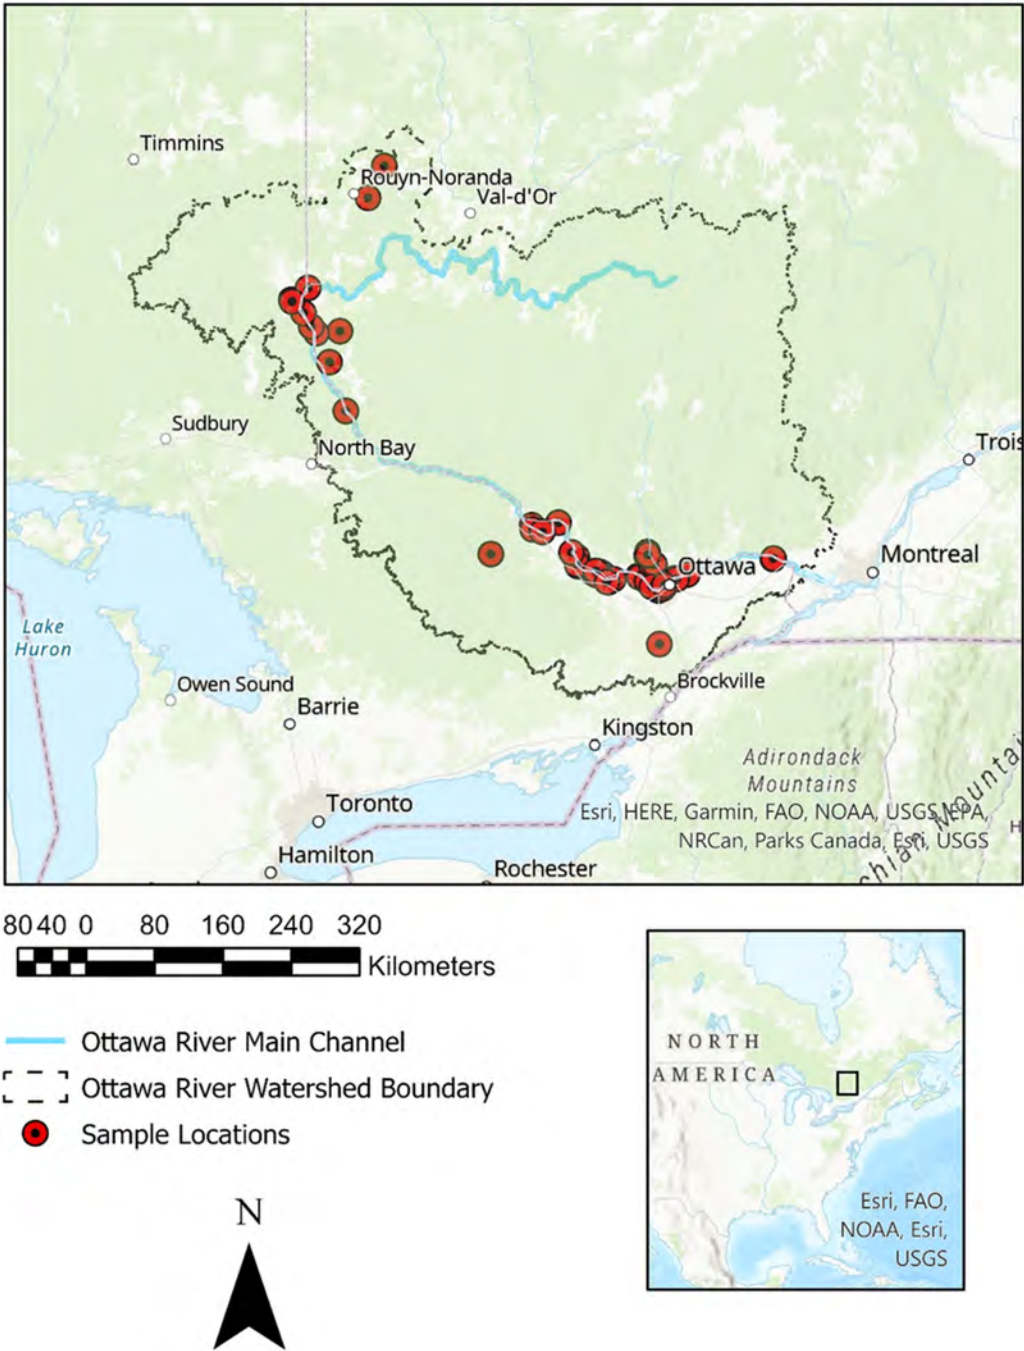 Timmins
Rouyn-Noranda
Val-d'Or
Sudbury
North Bay
Trois
Ottawa
Montreal
Lake
Huron
Owen Sound
Barrie
Brockville
Kingston
Adirondack
Mountains
Toronto
Esri, HERE, Garmin, FAO, NOAA, USGS, EPA,
NRCan, Parks Canada, Esri, USGS
chian Mountai
H
Hamilton
Rochester
80 40 0 80 160 240 320
Kilometers
Ottawa River Main Channel
Ottawa River Watershed Boundary
Sample Locations
N
NORTH
AMERICA
Esri, FAO,
NOAA, Esri,
USGS